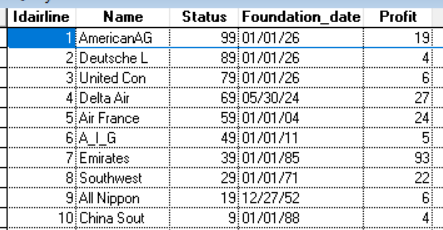 Idairline Name Status Foundation_date Profit
1 AmericanAG 99 01/01/26 19
2 Deutsche L 89 01/01/26 4
3 United Con 79 01/01/26 6
4 Delta Air 69 05/30/24 27
5 Air France 59 01/01/04 24
6 A_I_G 49 01/01/11 5
7 Emirates 39 01/01/85 93
8 Southwest 29 01/01/71 22
9 All Nippon 19 12/27/52 6
10 China Sout 9 01/01/88 4